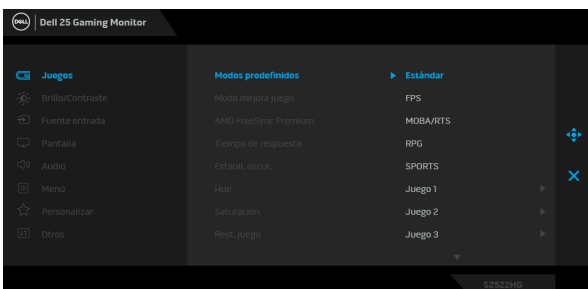 DELL
Dell 25 Gaming Monitor
Juegos
Brillo/Contraste
Fuente entrada
Pantalla
Audio
Menú
Personalizar
Otros
Modos predefinidos
Modo mejora juego
AMD FreeSync Premium
Tiempo de respuesta
Estabil. oscur.
Hue
Saturación
Rest. juego
Estándar
FPS
MOBA/RTS
RPG
SPORTS
Juego 1
Juego 2
Juego 3
S2522HG